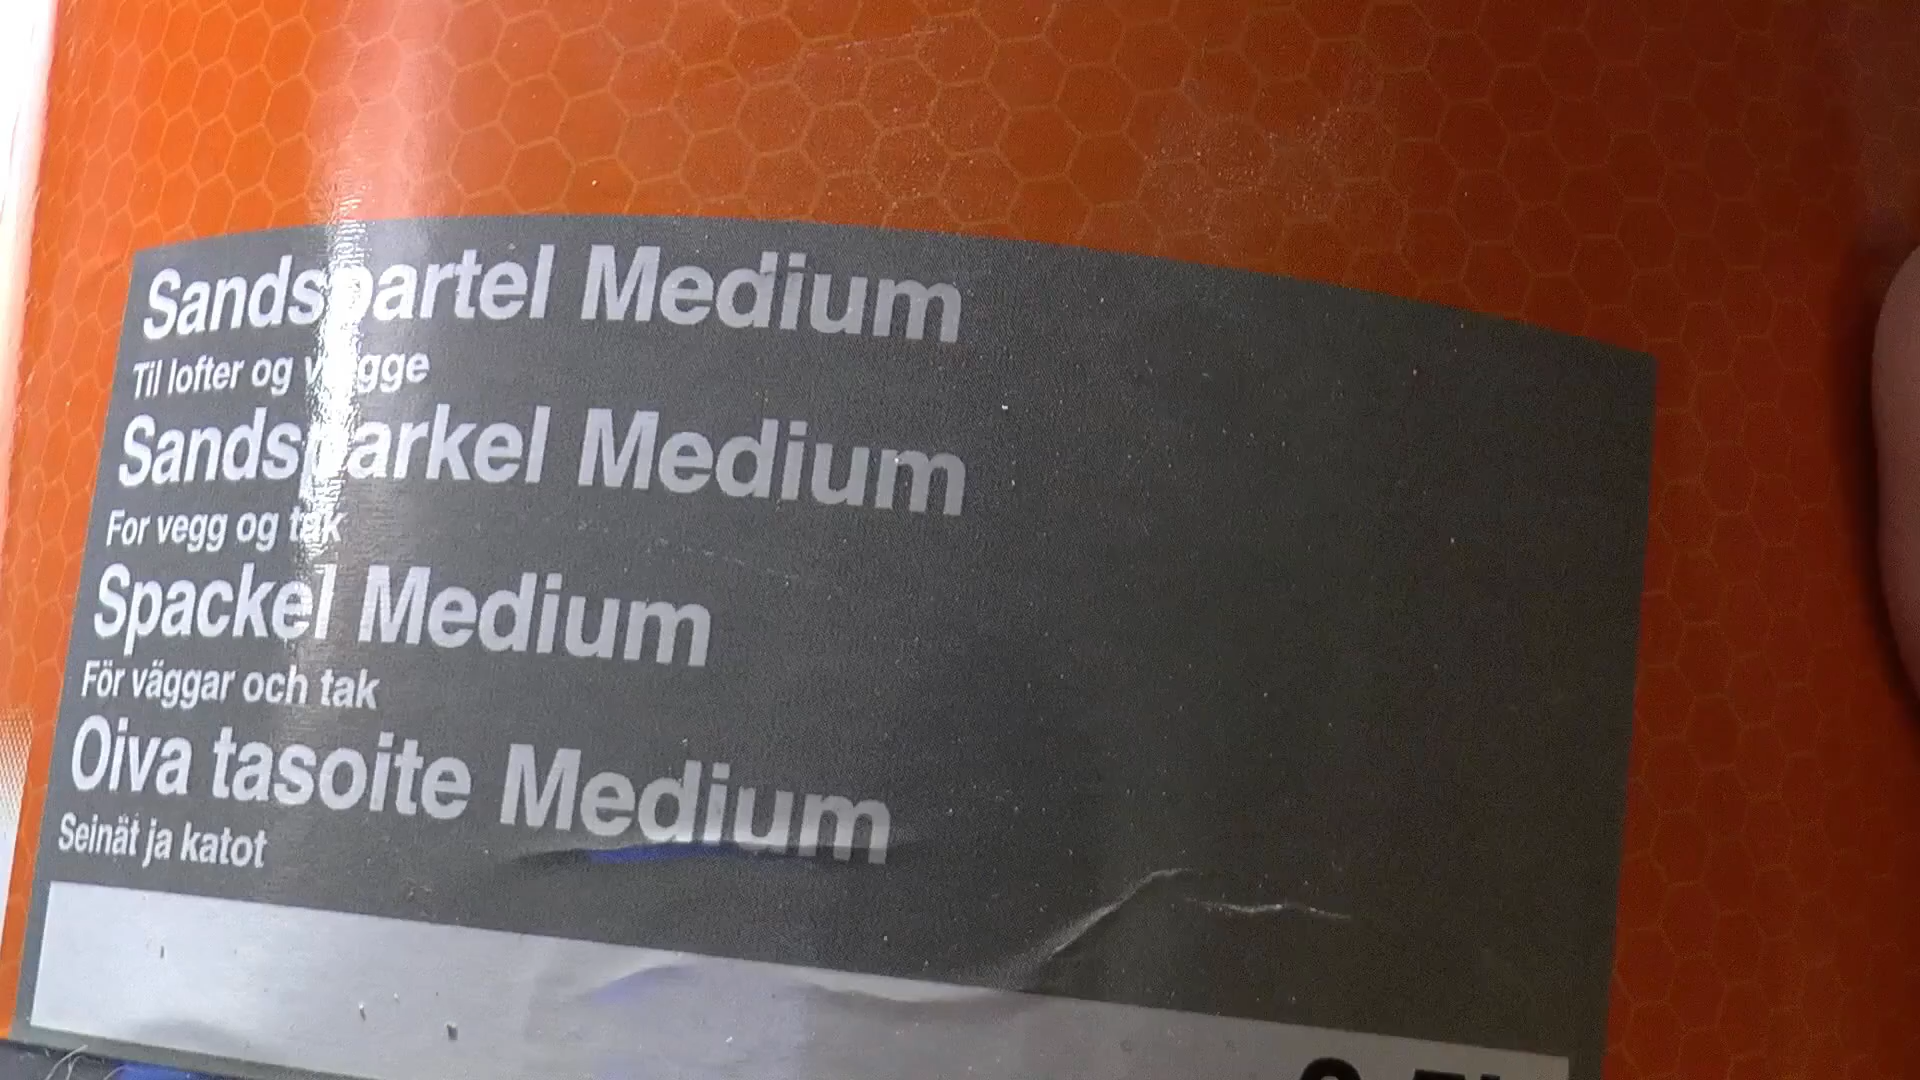 Sandspartel Medium
Til lofter og vægge
Sandsparkel Medium
For vegg og tak
Spackel Medium
För väggar och tak
Oiva tasoite Medium
Seinät ja katot